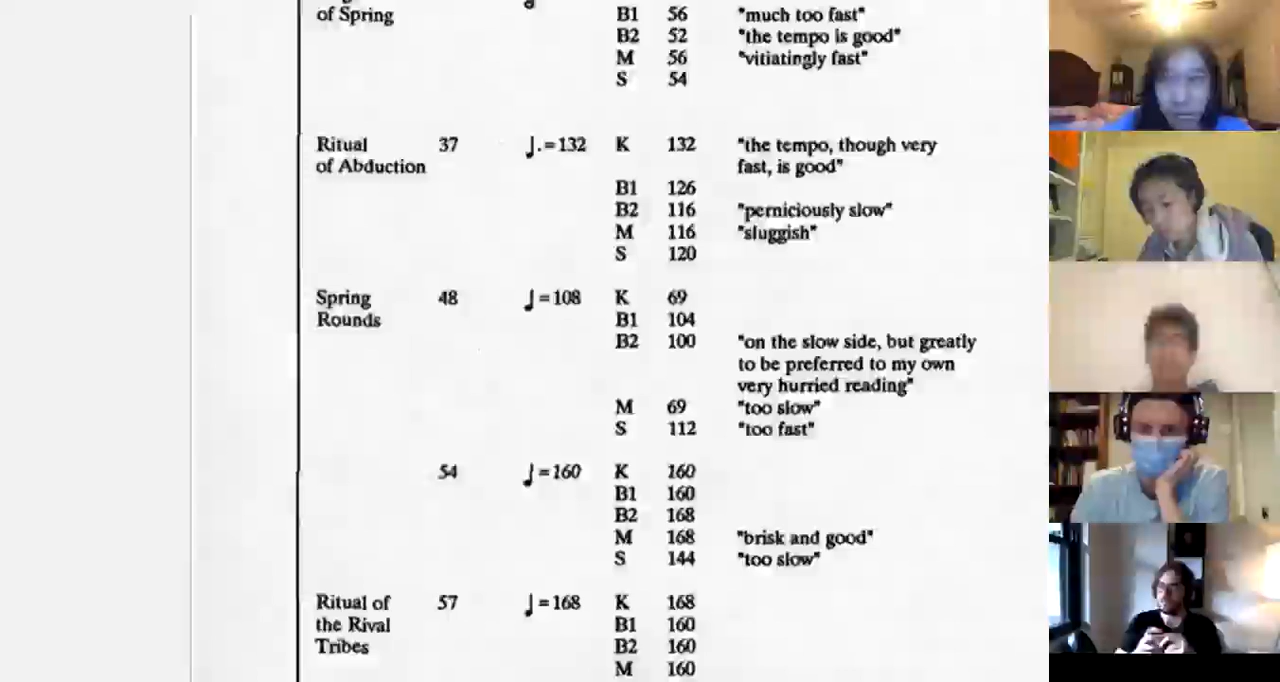 of Spring B1 56 "much too fast"
B2 52 "the tempo is good"
M 56 "vitiatingly fast"
S 54
Ritual 37 ♩.=132 K 132 "the tempo, though very
of Abduction fast, is good"
B1 126
B2 116 "perniciously slow"
M 116 "sluggish"
S 120
Spring 48 ♩=108 K 69
Rounds B1 104
B2 100 "on the slow side, but greatly
to be preferred to my own
very hurried reading"
M 69 "too slow"
S 112 "too fast"
54 ♩=160 K 160
B1 160
B2 168
M 168 "brisk and good"
S 144 "too slow"
Ritual of 57 ♩=168 K 168
the Rival B1 160
Tribes B2 160
M 160